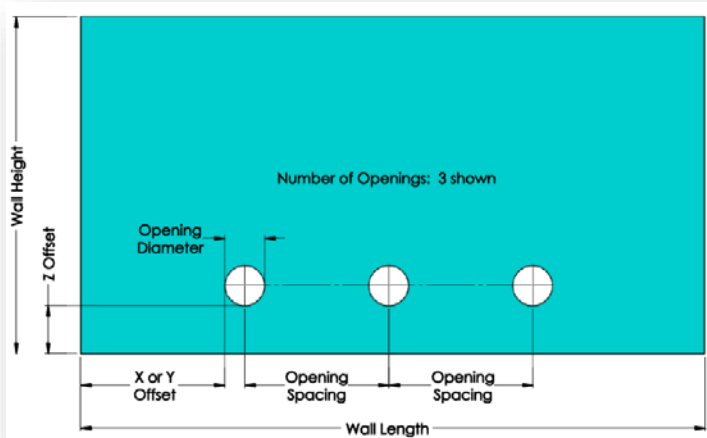 Wall Height
Number of Openings: 3 shown
Opening
Diameter
Z Offset
X or Y
Offset
Opening
Spacing
Opening
Spacing
Wall Length